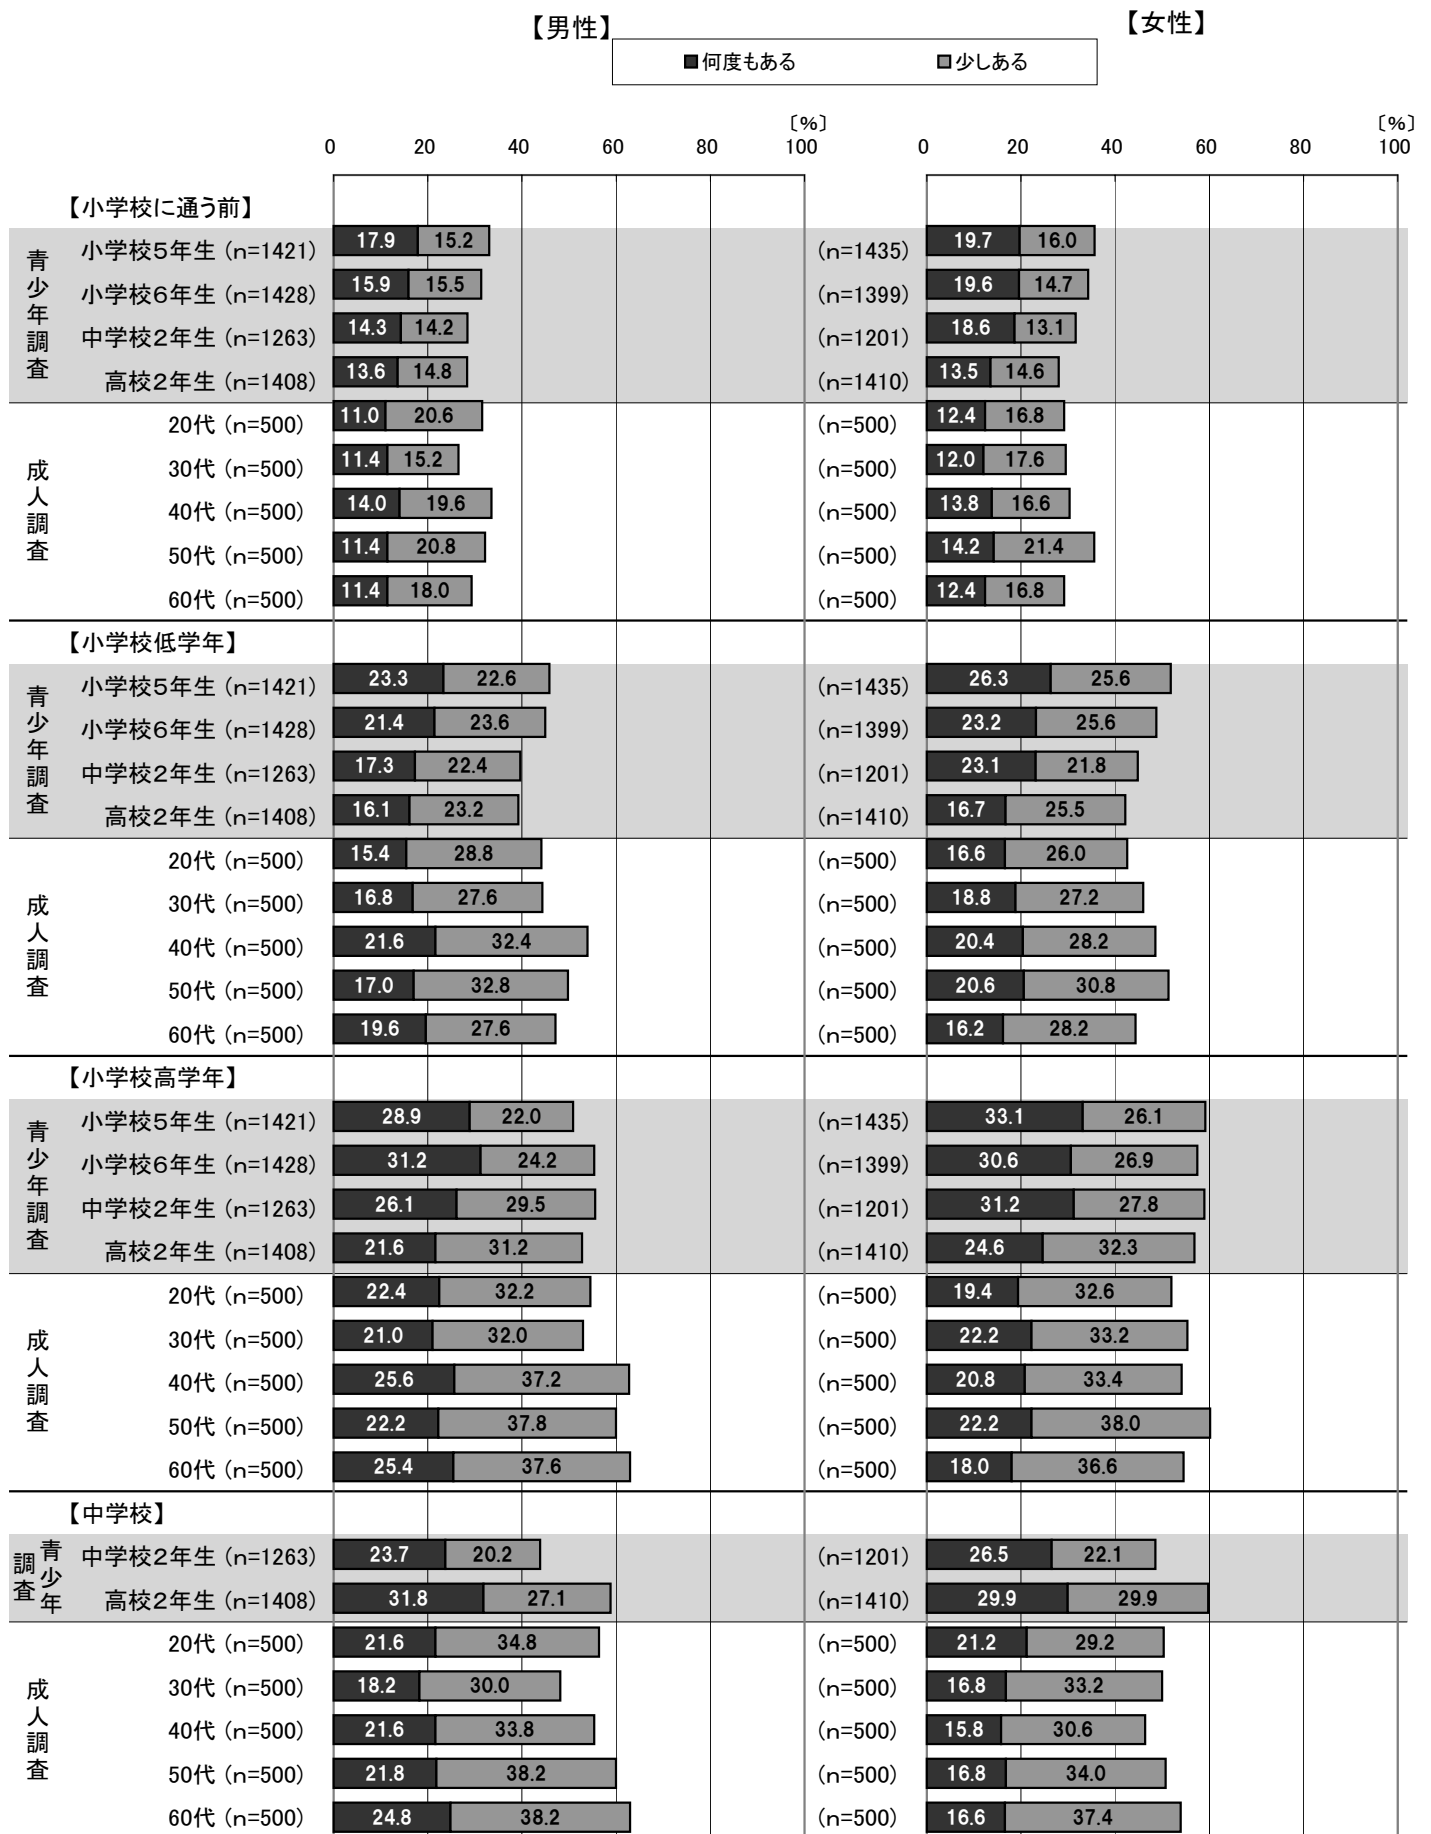 【男性】 【女性】
■何度もある ■少しある
〔%〕 〔%〕
0 20 40 60 80 100 0 20 40 60 80 100
【小学校に通う前】
青少年調査
小学校5年生 (n=1421) 17.9 15.2 (n=1435) 19.7 16.0
小学校6年生 (n=1428) 15.9 15.5 (n=1399) 19.6 14.7
中学校2年生 (n=1263) 14.3 14.2 (n=1201) 18.6 13.1
高校2年生 (n=1408) 13.6 14.8 (n=1410) 13.5 14.6
成人調査
20代 (n=500) 11.0 20.6 (n=500) 12.4 16.8
30代 (n=500) 11.4 15.2 (n=500) 12.0 17.6
40代 (n=500) 14.0 19.6 (n=500) 13.8 16.6
50代 (n=500) 11.4 20.8 (n=500) 14.2 21.4
60代 (n=500) 11.4 18.0 (n=500) 12.4 16.8
【小学校低学年】
青少年調査
小学校5年生 (n=1421) 23.3 22.6 (n=1435) 26.3 25.6
小学校6年生 (n=1428) 21.4 23.6 (n=1399) 23.2 25.6
中学校2年生 (n=1263) 17.3 22.4 (n=1201) 23.1 21.8
高校2年生 (n=1408) 16.1 23.2 (n=1410) 16.7 25.5
成人調査
20代 (n=500) 15.4 28.8 (n=500) 16.6 26.0
30代 (n=500) 16.8 27.6 (n=500) 18.8 27.2
40代 (n=500) 21.6 32.4 (n=500) 20.4 28.2
50代 (n=500) 17.0 32.8 (n=500) 20.6 30.8
60代 (n=500) 19.6 27.6 (n=500) 16.2 28.2
【小学校高学年】
青少年調査
小学校5年生 (n=1421) 28.9 22.0 (n=1435) 33.1 26.1
小学校6年生 (n=1428) 31.2 24.2 (n=1399) 30.6 26.9
中学校2年生 (n=1263) 26.1 29.5 (n=1201) 31.2 27.8
高校2年生 (n=1408) 21.6 31.2 (n=1410) 24.6 32.3
成人調査
20代 (n=500) 22.4 32.2 (n=500) 19.4 32.6
30代 (n=500) 21.0 32.0 (n=500) 22.2 33.2
40代 (n=500) 25.6 37.2 (n=500) 20.8 33.4
50代 (n=500) 22.2 37.8 (n=500) 22.2 38.0
60代 (n=500) 25.4 37.6 (n=500) 18.0 36.6
【中学校】
青少年調査
中学校2年生 (n=1263) 23.7 20.2 (n=1201) 26.5 22.1
高校2年生 (n=1408) 31.8 27.1 (n=1410) 29.9 29.9
成人調査
20代 (n=500) 21.6 34.8 (n=500) 21.2 29.2
30代 (n=500) 18.2 30.0 (n=500) 16.8 33.2
40代 (n=500) 21.6 33.8 (n=500) 15.8 30.6
50代 (n=500) 21.8 38.2 (n=500) 16.8 34.0
60代 (n=500) 24.8 38.2 (n=500) 16.6 37.4